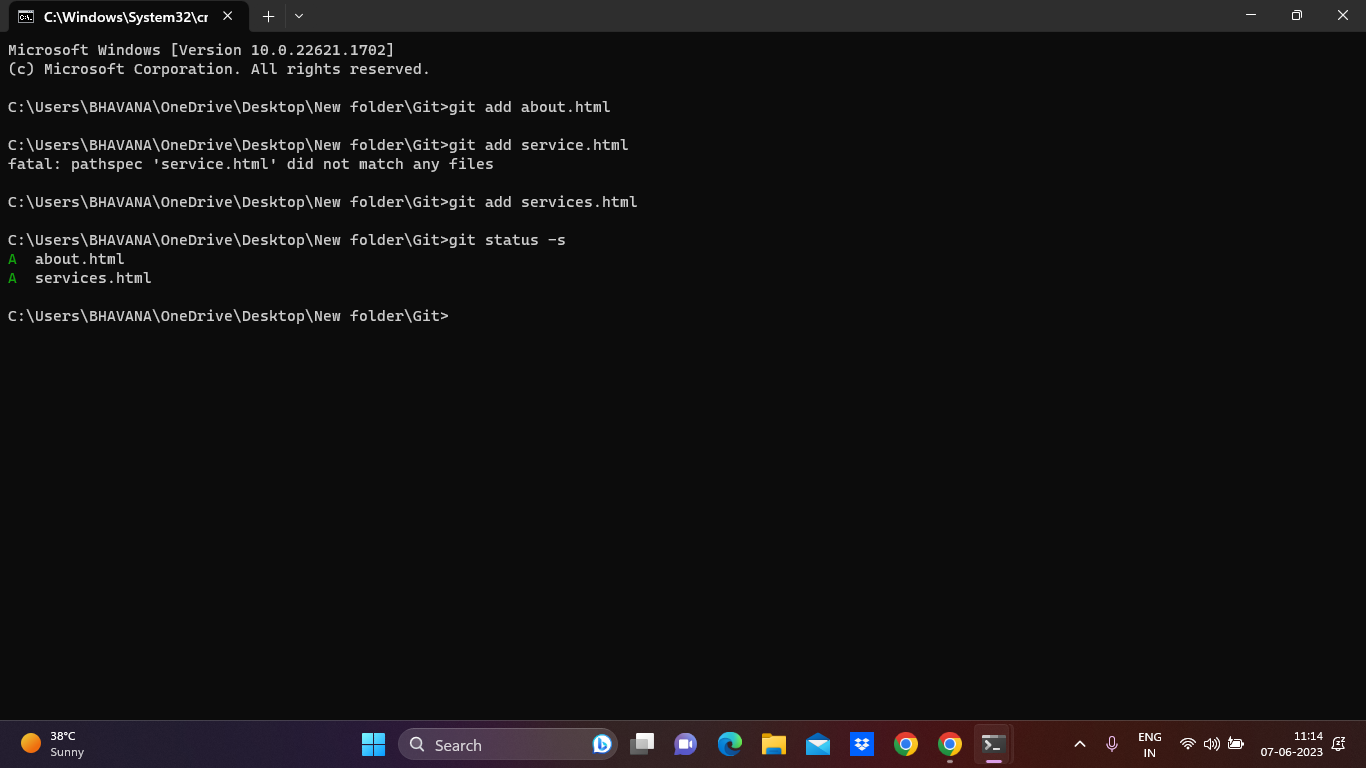 C:\Windows\System32\cr
Microsoft Windows [Version 10.0.22621.1702]
(c) Microsoft Corporation. All rights reserved.
C:\Users\BHAVANA\OneDrive\Desktop\New folder\Git>git add about.html
C:\Users\BHAVANA\OneDrive\Desktop\New folder\Git>git add service.html
fatal: pathspec 'service.html' did not match any files
C:\Users\BHAVANA\OneDrive\Desktop\New folder\Git>git add services.html
C:\Users\BHAVANA\OneDrive\Desktop\New folder\Git>git status -s
A  about.html
A  services.html
C:\Users\BHAVANA\OneDrive\Desktop\New folder\Git>
38°C
Sunny
Search
ENG
IN
11:14
07-06-2023